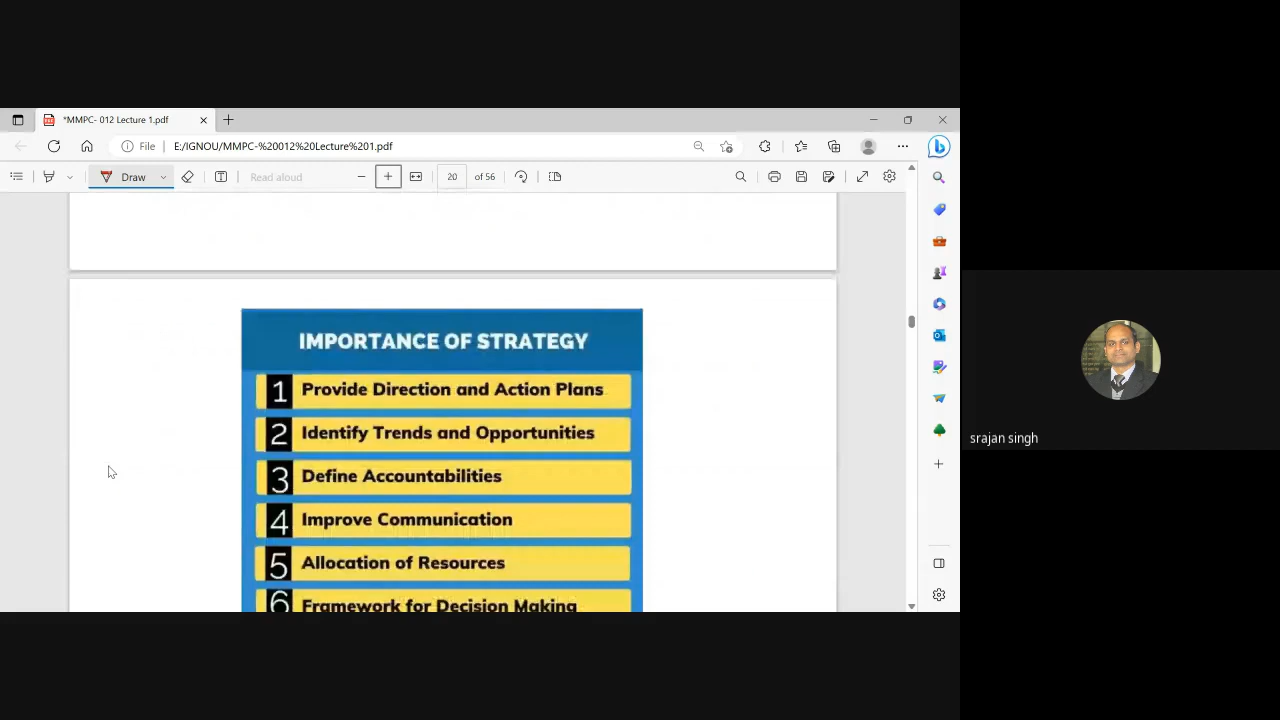 *MMPC- 012 Lecture 1.pdf
File
E:/IGNOU/MMPC-%20012%20Lecture%201.pdf
Draw
Read aloud
20
of 56
IMPORTANCE OF STRATEGY
1 Provide Direction and Action Plans
2 Identify Trends and Opportunities
3 Define Accountabilities
4 Improve Communication
5 Allocation of Resources
6 Framework for Decision Making
srajan singh